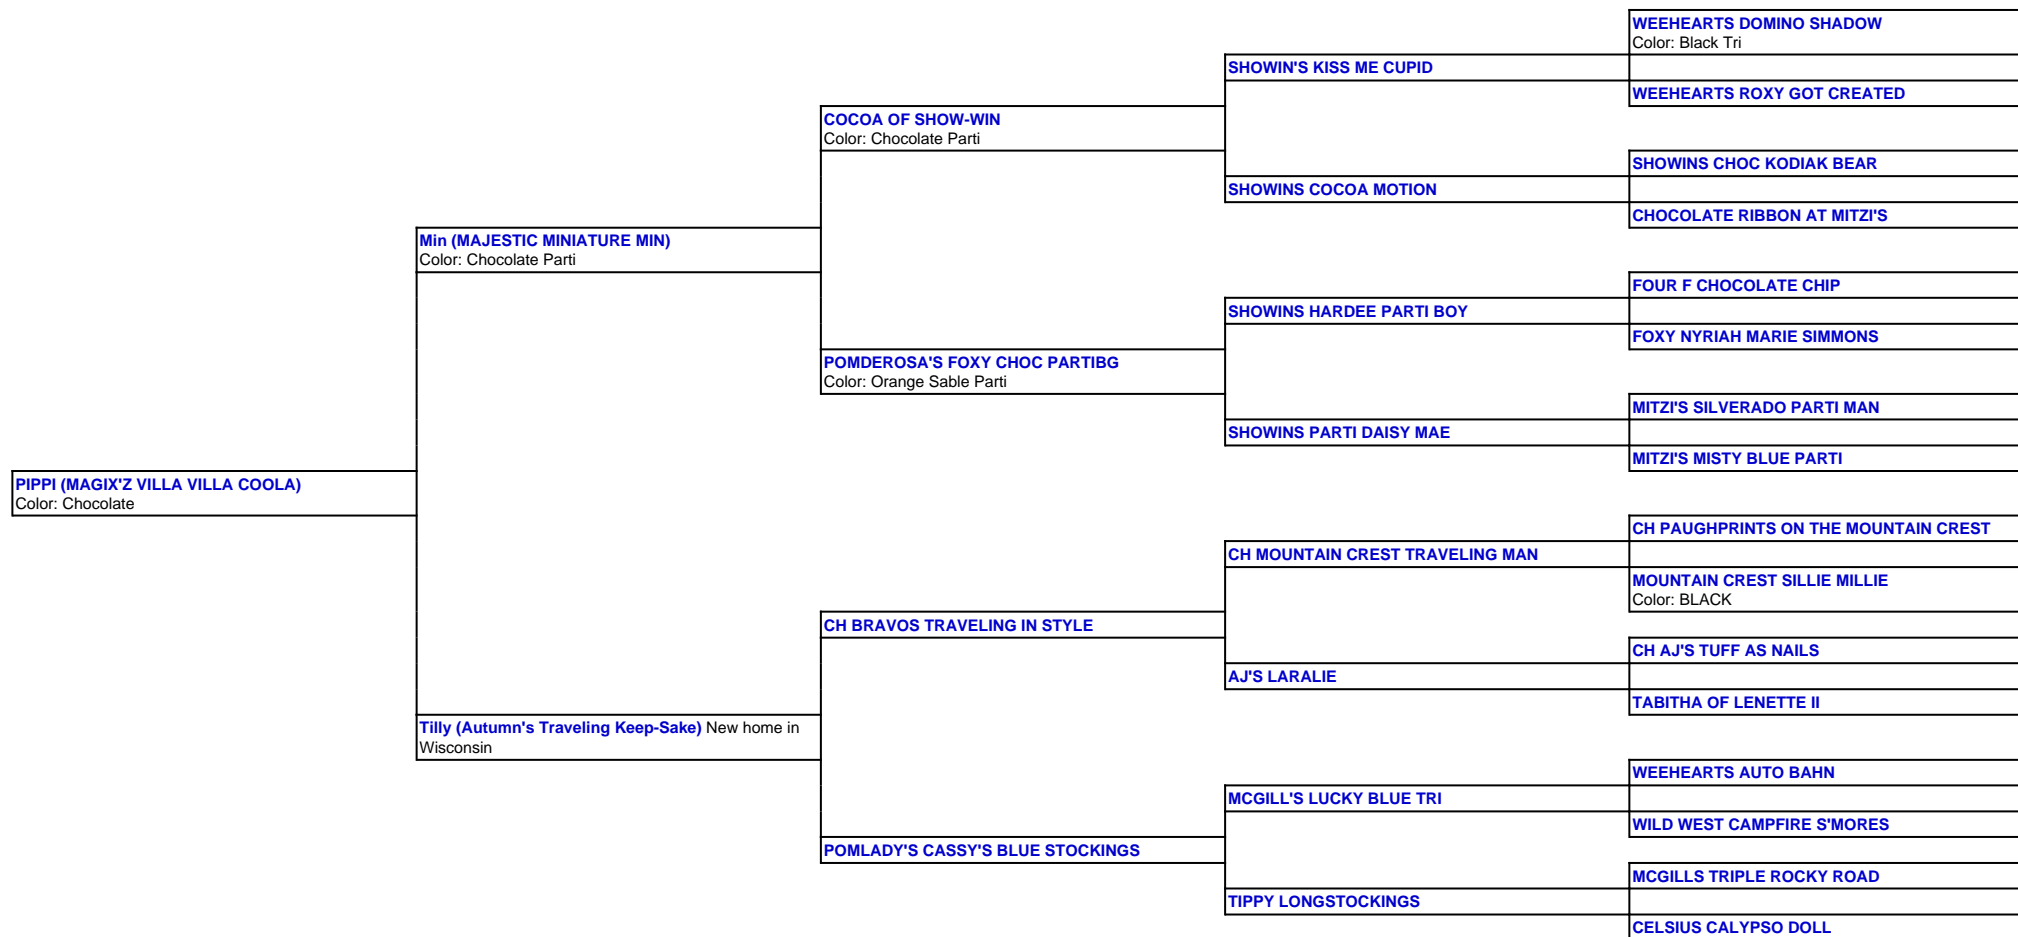 WEEHEARTS DOMINO SHADOW
Color: Black Tri
SHOWIN'S KISS ME CUPID
WEEHEARTS ROXY GOT CREATED
COCOA OF SHOW-WIN
Color: Chocolate Parti
SHOWINS CHOC KODIAK BEAR
SHOWINS COCOA MOTION
CHOCOLATE RIBBON AT MITZI'S
Min (MAJESTIC MINIATURE MIN)
Color: Chocolate Parti
FOUR F CHOCOLATE CHIP
SHOWINS HARDEE PARTI BOY
FOXY NYRIAH MARIE SIMMONS
POMDEROSA'S FOXY CHOC PARTIBG
Color: Orange Sable Parti
MITZI'S SILVERADO PARTI MAN
SHOWINS PARTI DAISY MAE
MITZI'S MISTY BLUE PARTI
PIPPI (MAGIX'Z VILLA VILLA COOLA)
Color: Chocolate
CH PAUGHPRINTS ON THE MOUNTAIN CREST
CH MOUNTAIN CREST TRAVELING MAN
MOUNTAIN CREST SILLIE MILLIE
Color: BLACK
CH BRAVOS TRAVELING IN STYLE
CH AJ'S TUFF AS NAILS
AJ'S LARALIE
TABITHA OF LENETTE II
Tilly (Autumn's Traveling Keep-Sake) New home in
Wisconsin
WEEHEARTS AUTO BAHN
MCGILL'S LUCKY BLUE TRI
WILD WEST CAMPFIRE S'MORES
POMLADY'S CASSY'S BLUE STOCKINGS
MCGILLS TRIPLE ROCKY ROAD
TIPPY LONGSTOCKINGS
CELSIUS CALYPSO DOLL